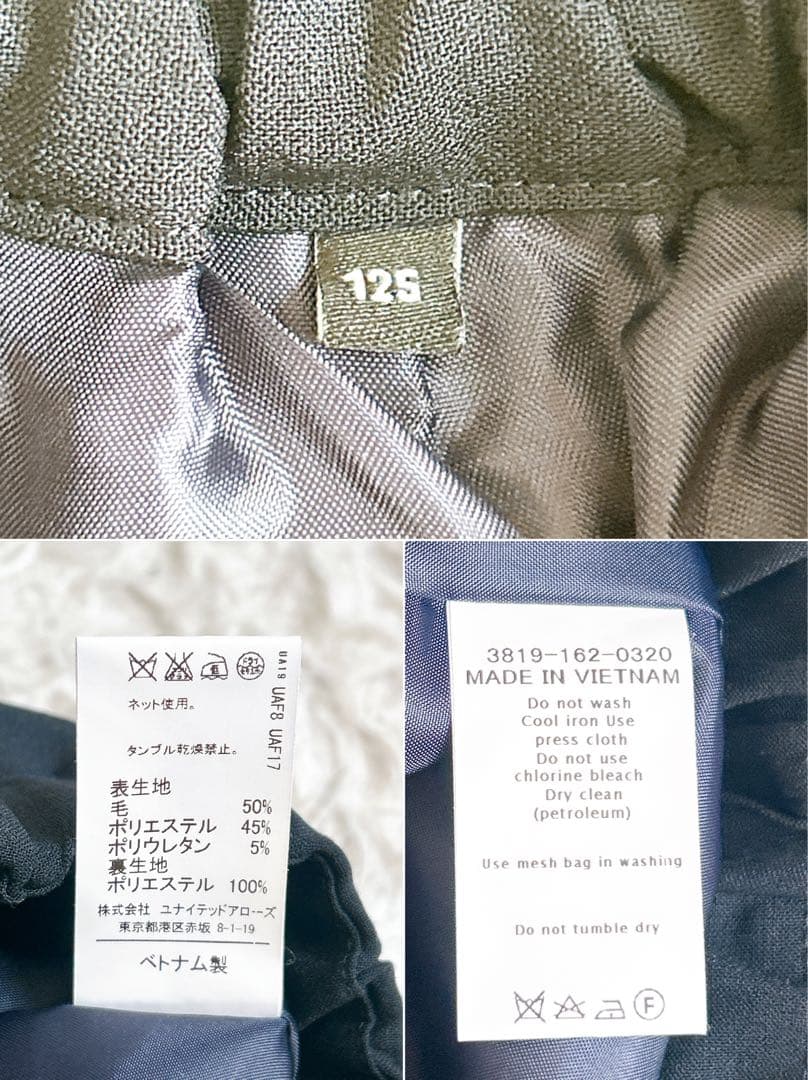 125
UA19 UAF8 UAF17
ネット使用。
タンブル乾燥禁止。
表生地
毛 50%
ポリエステル 45%
ポリウレタン 5%
裏生地
ポリエステル 100%
株式会社 ユナイテッドアローズ
東京都港区赤坂 8-1-19
ベトナム製
3819-162-0320
MADE IN VIETNAM
Do not wash
Cool iron Use
press cloth
Do not use
chlorine bleach
Dry clean
(petroleum)
Use mesh bag in washing
Do not tumble dry
F